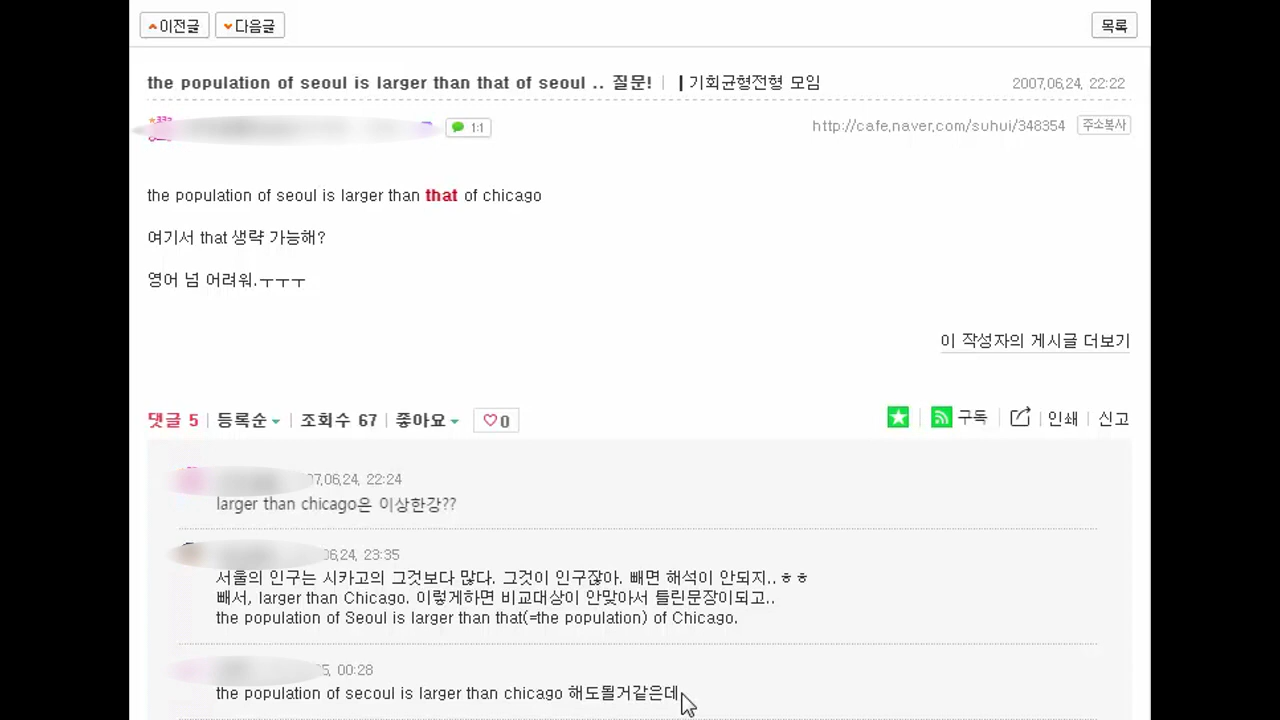 이전글 다음글 목록
the population of seoul is larger than that of seoul .. 질문! | 기회균형전형 모임 2007.06.24. 22:22
1:1 http://cafe.naver.com/suhui/348354 주소복사
the population of seoul is larger than that of chicago
여기서 that 생략 가능해?
영어 넘 어려워.ㅜㅜㅜ
이 작성자의 게시글 더보기
댓글 5 | 등록순 | 조회수 67 | 좋아요 0 구독 | 인쇄 | 신고
07.06.24. 22:24
larger than chicago은 이상한강??
06.24. 23:35
서울의 인구는 시카고의 그것보다 많다. 그것이 인구잖아. 빼면 해석이 안되지..ㅎㅎ
빼서, larger than Chicago. 이렇게하면 비교대상이 안맞아서 틀린문장이되고..
the population of Seoul is larger than that(=the population) of Chicago.
5. 00:28
the population of secoul is larger than chicago 해도될거같은데